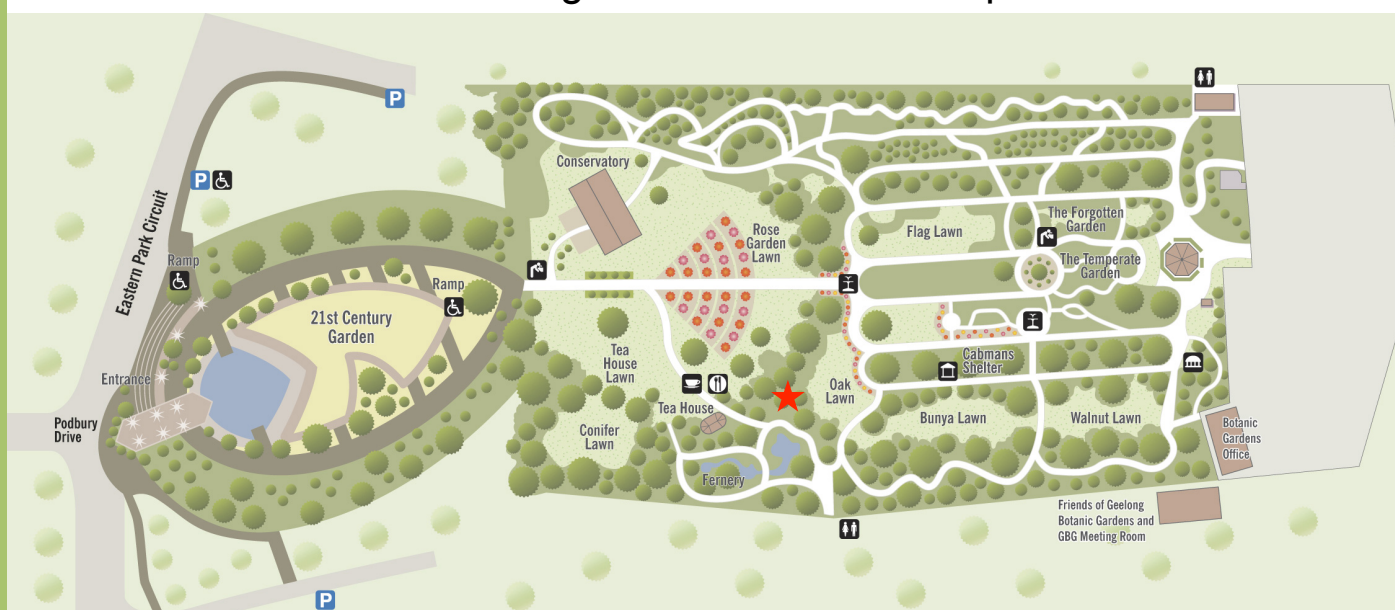 Conservatory
P
P
Eastern Park Circuit
Ramp
Rose
Garden
Lawn
Flag Lawn
The Forgotten
Garden
The Temperate
Garden
Ramp
21st Century
Garden
Entrance
Tea
House
Lawn
Cabmans
Shelter
Oak
Lawn
Tea House
Podbury
Drive
Conifer
Lawn
Bunya Lawn
Walnut Lawn
Botanic
Gardens
Office
Fernery
Friends of Geelong
Botanic Gardens and
GBG Meeting Room
P